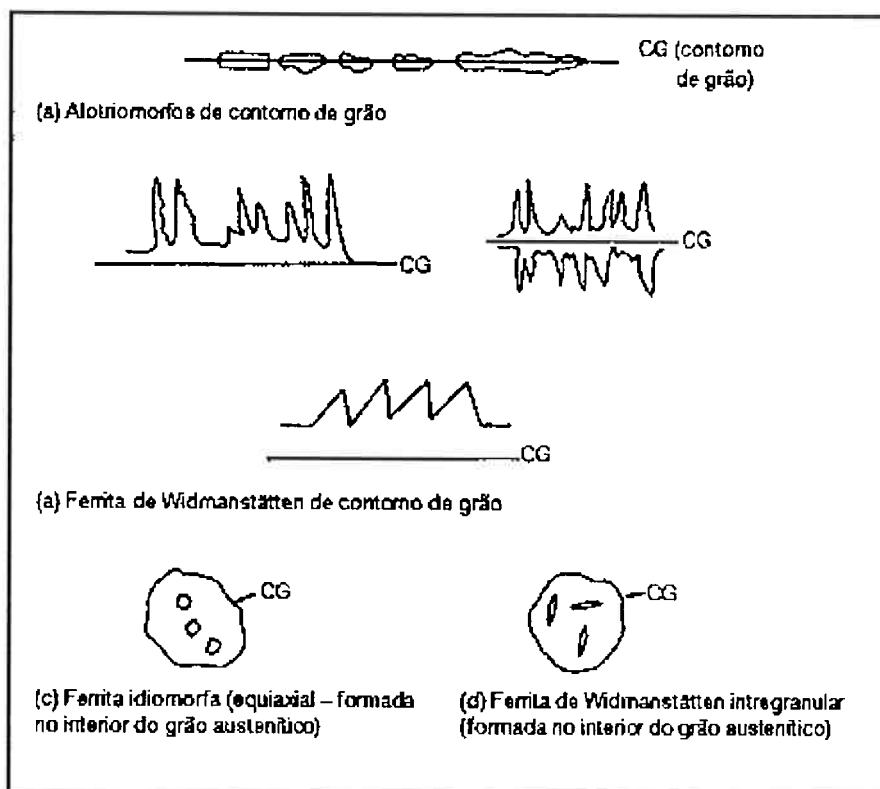 CG (contorno
de grão)
(a) Alotriomorfos de contorno de grão
CG
CG
CG
(a) Ferrita de Widmanstätten de contorno de grão
CG
CG
(c) Ferrita idiomorfa (equiaxial – formada
no interior do grão austenítico)
(d) Ferrita de Widmanstätten intregranular
(formada no interior do grão austenítico)